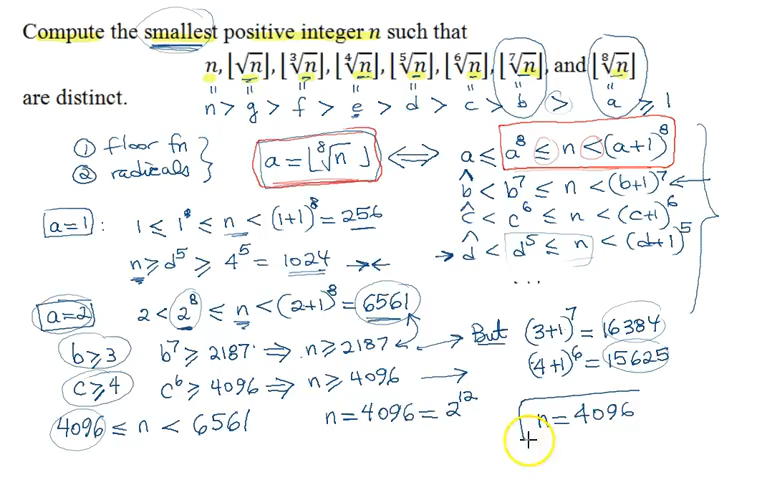 Compute the smallest positive integer n such that
n, ⌊√n⌋, ⌊∛n⌋, ⌊∜n⌋, ⌊⁵√n⌋, ⌊⁶√n⌋, ⌊⁷√n⌋, and ⌊⁸√n⌋
are distinct.
n > g > f > e > d > c > b > a ≥ 1
① floor fn
② radicals
a = ⌊⁸√n⌋ ⟺ a ≤ a⁸ ≤ n < (a+1)⁸
b < b⁷ ≤ n < (b+1)⁷ ←
c < c⁶ ≤ n < (c+1)⁶
→ d < d⁵ ≤ n < (d+1)⁵
...
a=1 : 1 ≤ 1⁸ ≤ n < (1+1)⁸ = 256
n ≥ d⁵ ≥ 4⁵ = 1024 →←
a=2 2 < 2⁸ ≤ n < (2+1)⁸ = 6561
b ≥ 3 b⁷ ≥ 2187 ⟹ n ≥ 2187 → But (3+1)⁷ = 16384
c ≥ 4 c⁶ ≥ 4096 ⟹ n ≥ 4096 → (4+1)⁶ = 15625
4096 ≤ n < 6561 n = 4096 = 2¹² n = 4096